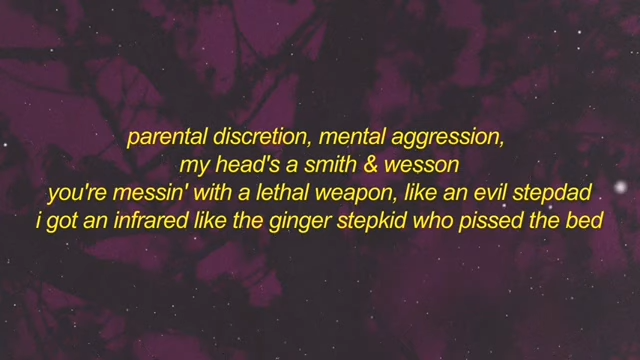 parental discretion, mental aggression,
my head's a smith & wesson
you're messin' with a lethal weapon, like an evil stepdad
i got an infrared like the ginger stepkid who pissed the bed